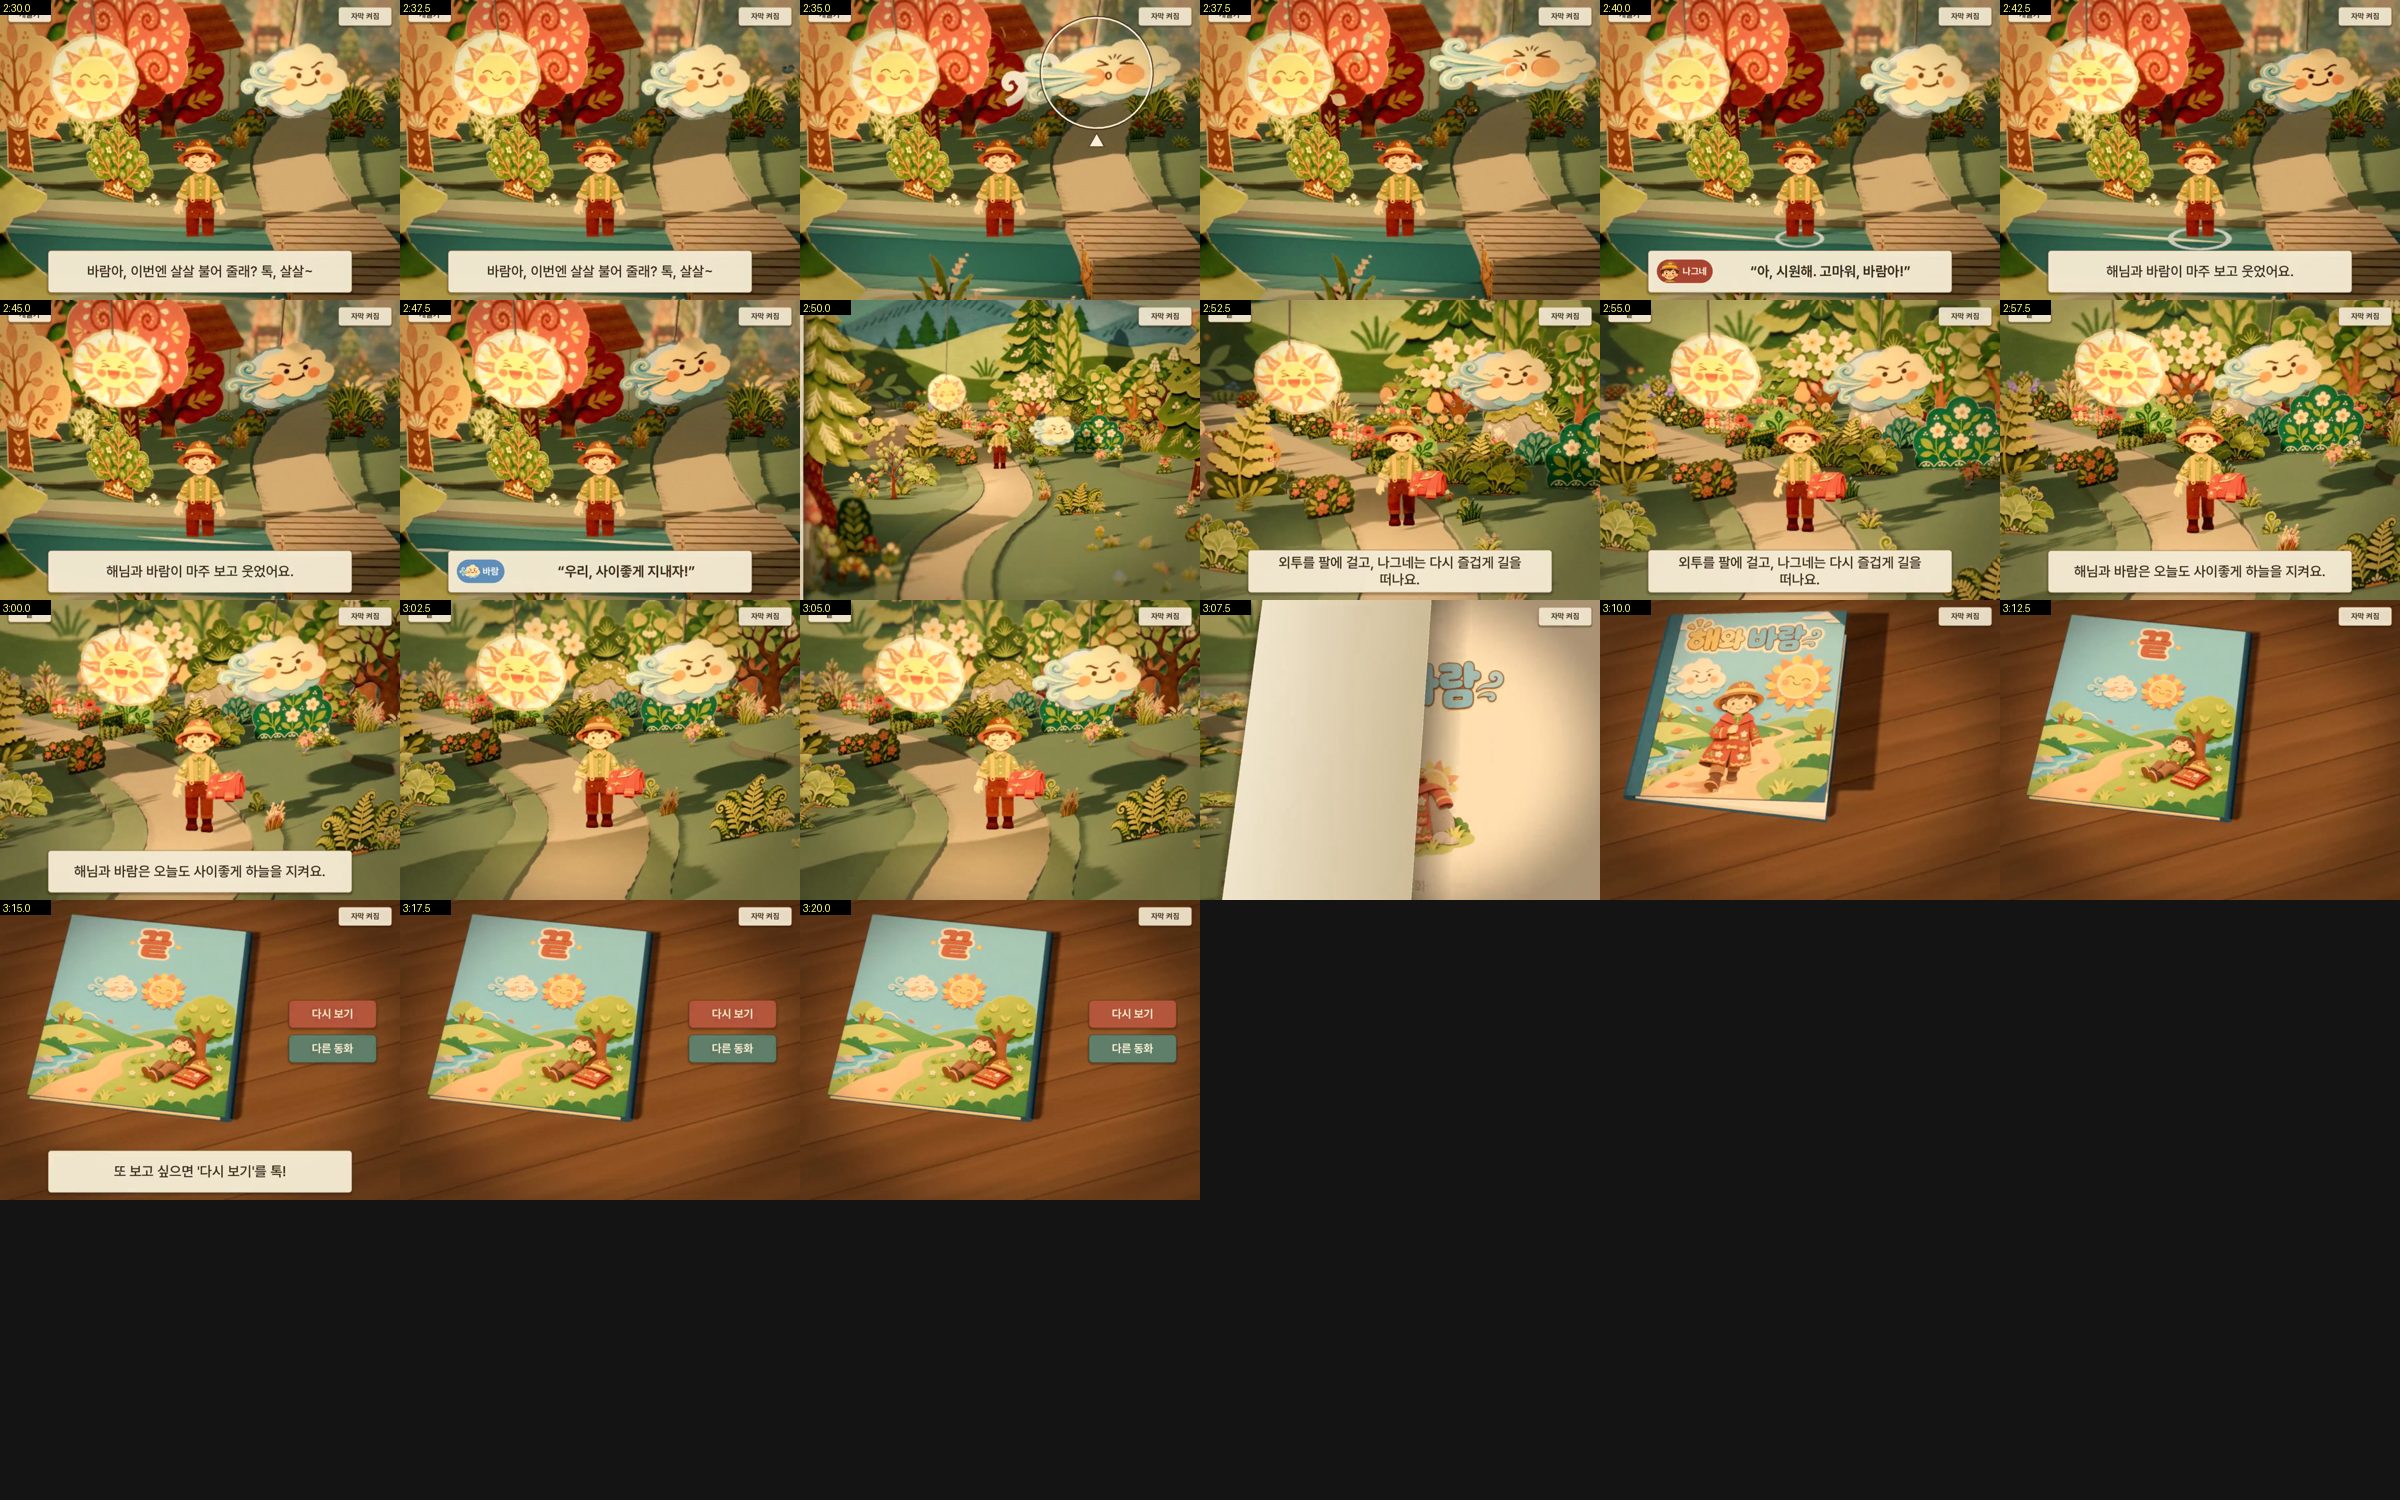 2:30.0
자막 켜짐
바람아, 이번엔 살살 불어 줄래? 톡, 살살~
2:32.5
자막 켜짐
바람아, 이번엔 살살 불어 줄래? 톡, 살살~
2:35.0
자막 켜짐
2:37.5
자막 켜짐
2:40.0
자막 켜짐
나그네
“아, 시원해. 고마워, 바람아!”
2:42.5
자막 켜짐
해님과 바람이 마주 보고 웃었어요.
2:45.0
자막 켜짐
해님과 바람이 마주 보고 웃었어요.
2:47.5
자막 켜짐
바람
“우리, 사이좋게 지내자!”
2:50.0
자막 켜짐
2:52.5
자막 켜짐
외투를 팔에 걸고, 나그네는 다시 즐겁게 길을
떠나요.
2:55.0
자막 켜짐
외투를 팔에 걸고, 나그네는 다시 즐겁게 길을
떠나요.
2:57.5
자막 켜짐
해님과 바람은 오늘도 사이좋게 하늘을 지켜요.
3:00.0
자막 켜짐
해님과 바람은 오늘도 사이좋게 하늘을 지켜요.
3:02.5
자막 켜짐
3:05.0
자막 켜짐
3:07.5
자막 켜짐
람
3:10.0
자막 켜짐
해와 바람
3:12.5
자막 켜짐
끝
3:15.0
자막 켜짐
끝
다시 보기
다른 동화
또 보고 싶으면 '다시 보기'를 톡!
3:17.5
자막 켜짐
끝
다시 보기
다른 동화
3:20.0
자막 켜짐
끝
다시 보기
다른 동화